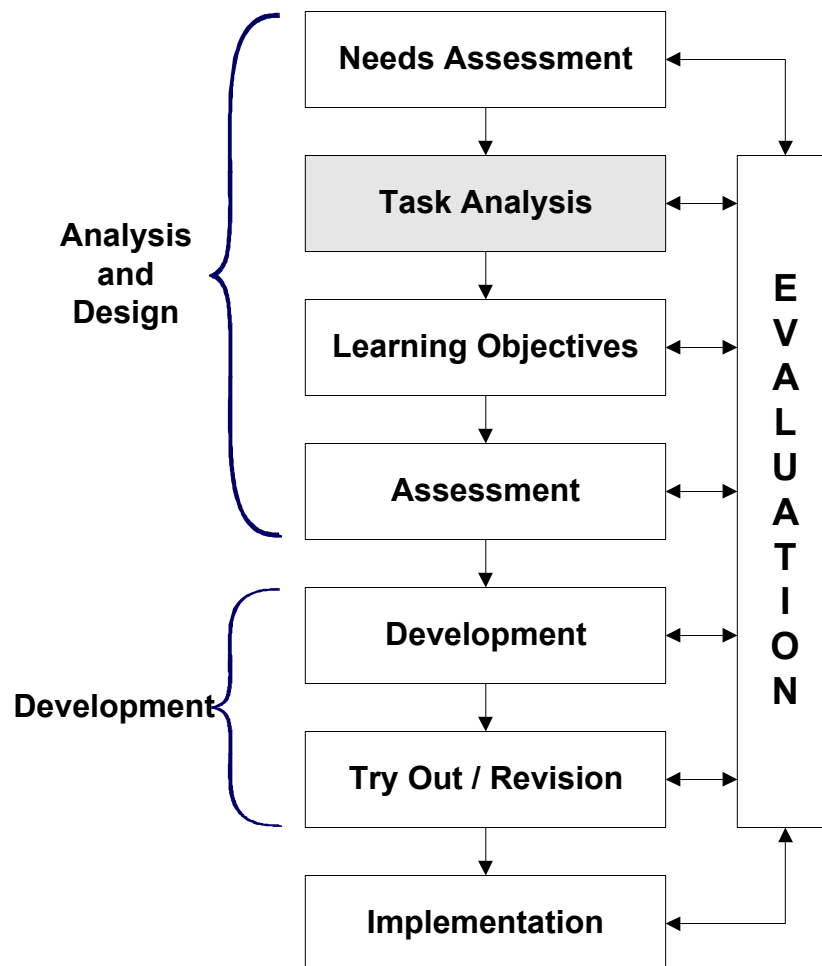 Needs Assessment
Task Analysis
Analysis
and
Design
Learning Objectives
Assessment
Development
Development
Try Out / Revision
Implementation
E
V
A
L
U
A
T
I
O
N